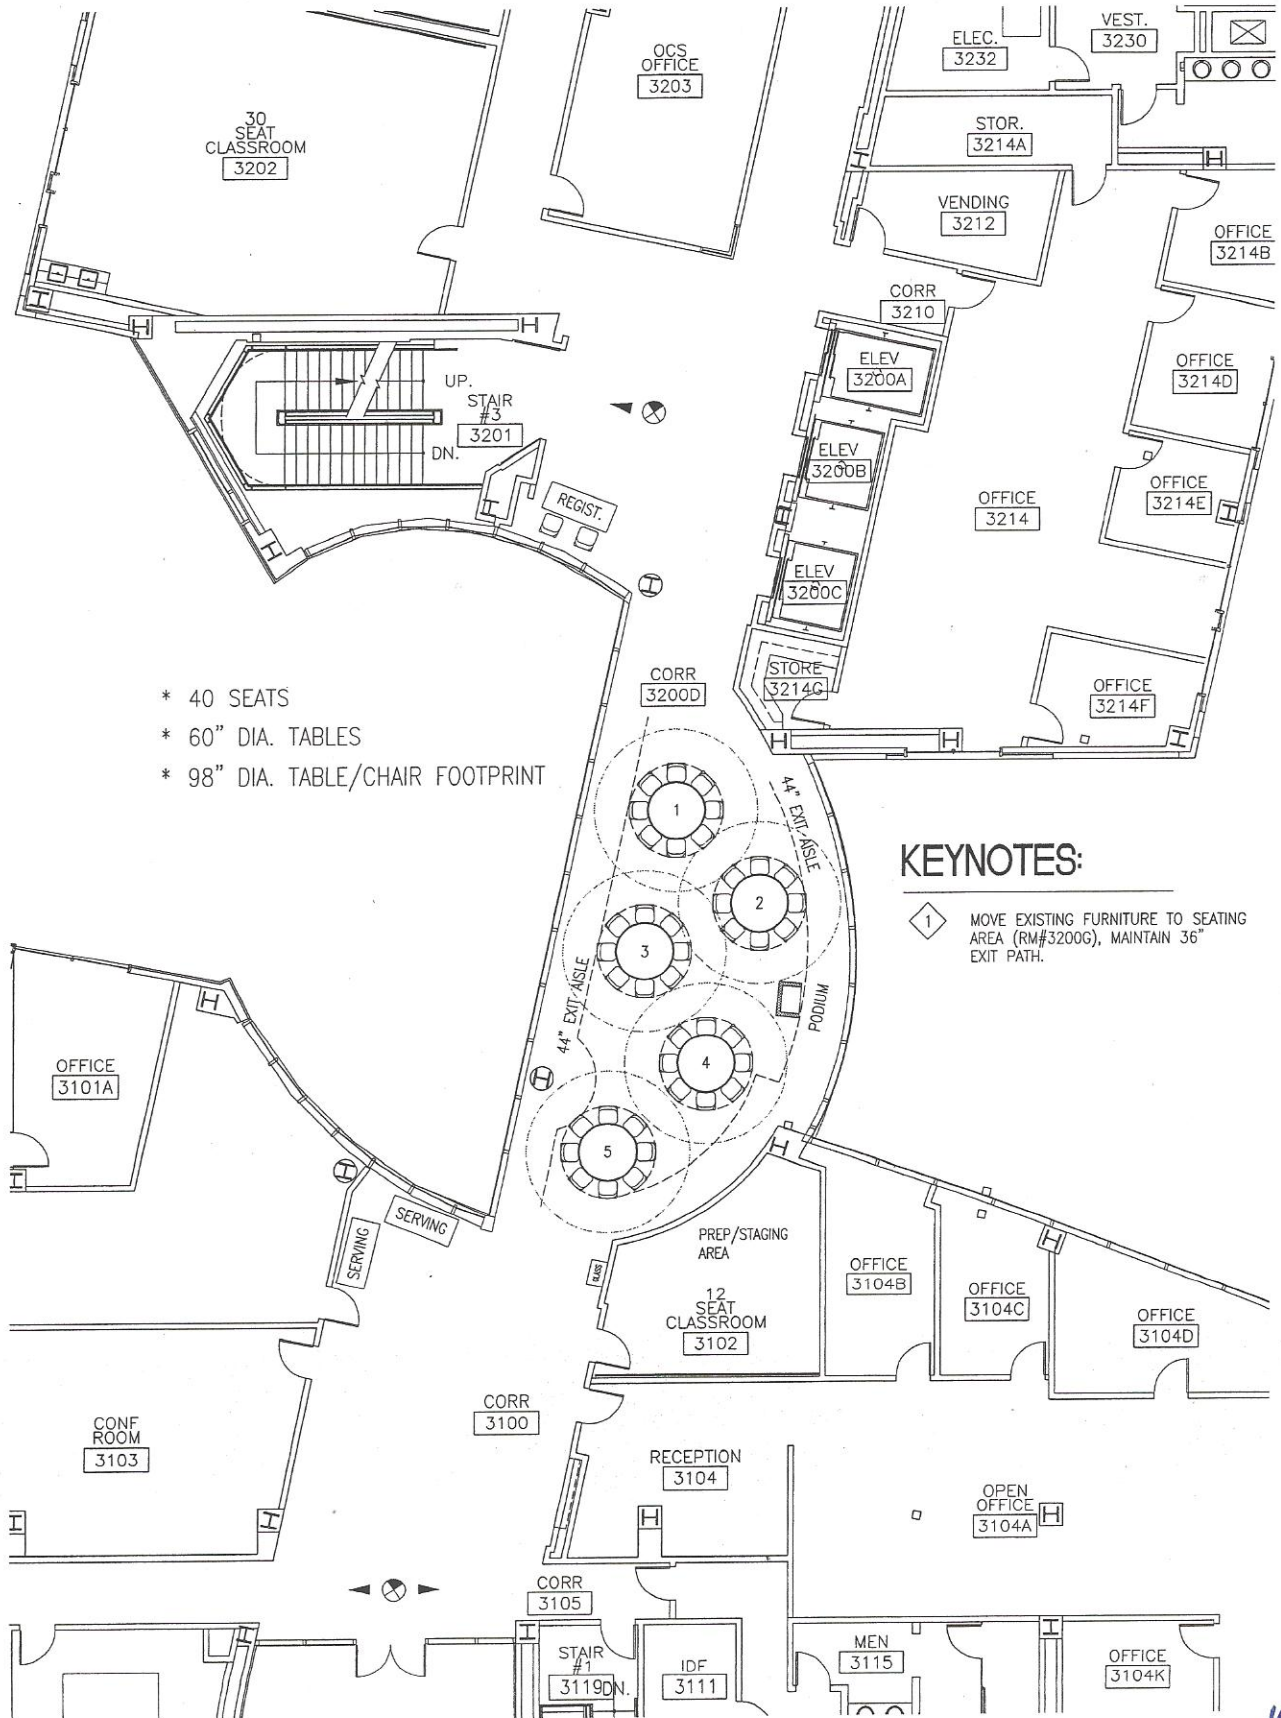 30
SEAT
CLASSROOM
3202
OCS
OFFICE
3203
ELEC.
3232
VEST.
3230
STOR.
3214A
VENDING
3212
OFFICE
3214B
CORR
3210
ELEV
3200A
OFFICE
3214D
UP.
STAIR
#3
3201
DN.
ELEV
3200B
OFFICE
3214E
REGIST.
OFFICE
3214
ELEV
3200C
CORR
3200D
STORE
3214G
OFFICE
3214F
* 40 SEATS
* 60" DIA. TABLES
* 98" DIA. TABLE/CHAIR FOOTPRINT
1
44" EXIT AISLE
2
3
44" EXIT AISLE
PODIUM
4
5
KEYNOTES:
1
MOVE EXISTING FURNITURE TO SEATING
AREA (RM#3200G), MAINTAIN 36"
EXIT PATH.
OFFICE
3101A
SERVING
SERVING
PREP/STAGING
AREA
GLASS
12
SEAT
CLASSROOM
3102
OFFICE
3104B
OFFICE
3104C
OFFICE
3104D
CONF
ROOM
3103
CORR
3100
RECEPTION
3104
OPEN
OFFICE
3104A
CORR
3105
STAIR
#1
3119
DN.
IDF
3111
MEN
3115
OFFICE
3104K